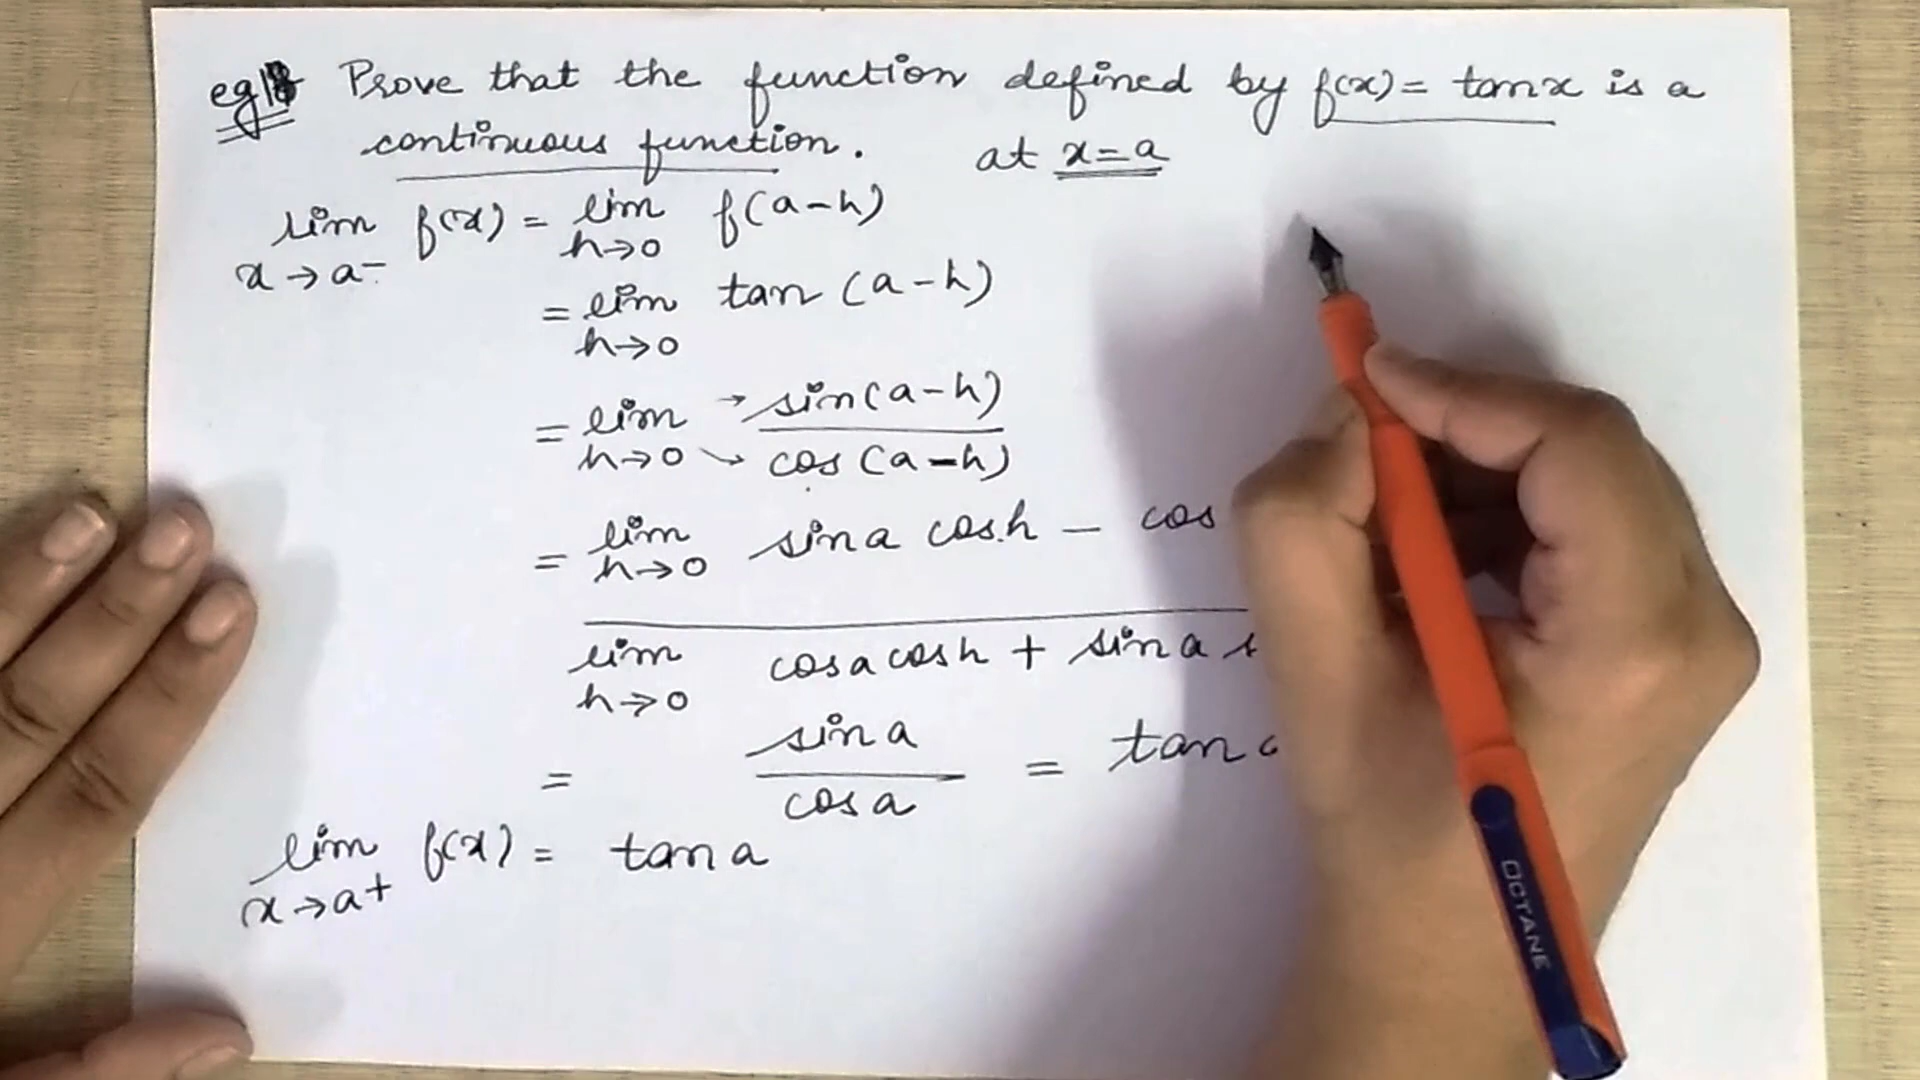 eg18 Prove that the function defined by f(x) = tanx is a
continuous function. at x=a
lim x→a⁻ f(x) = lim h→0 f(a-h)
= lim h→0 tan (a-h)
= lim h→0 → sin(a-h) / cos(a-h)
= lim h→0 sin a cos h - cos
lim h→0 cos a cos h + sin a
= sin a / cos a = tan
lim x→a+ f(x) = tan a
OCTANE